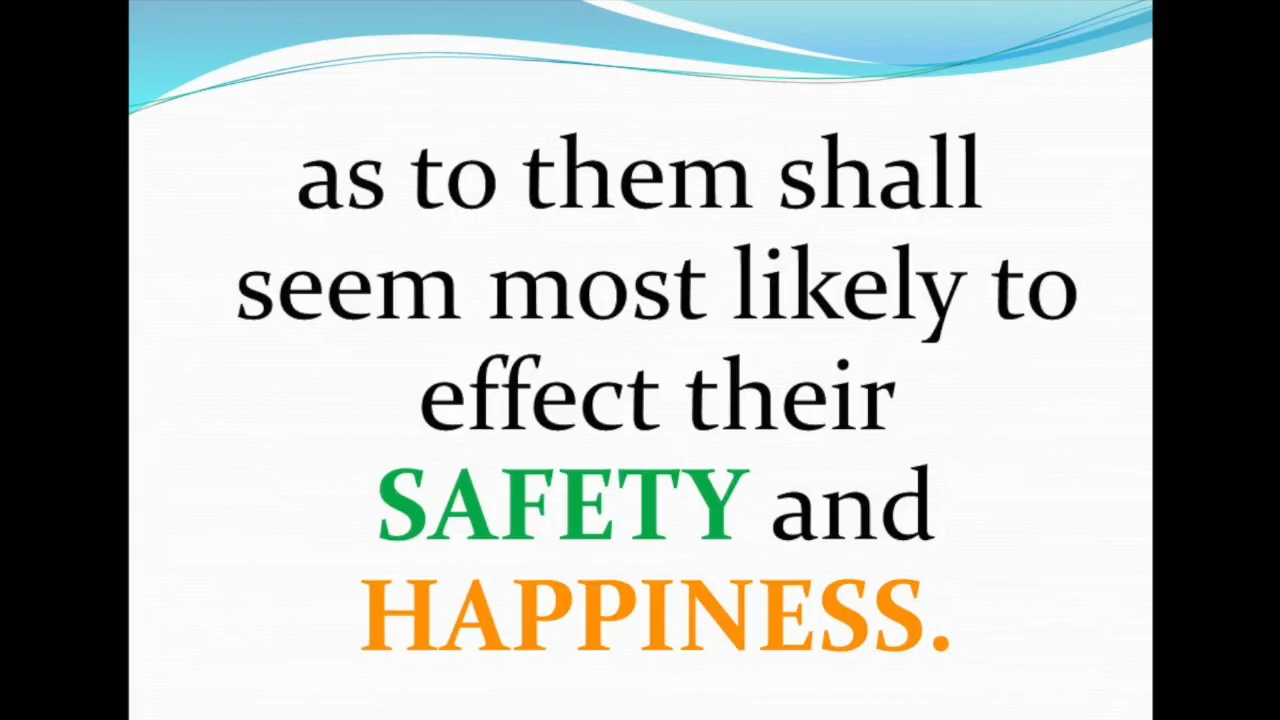 as to them shall
seem most likely to
effect their
SAFETY and
HAPPINESS.